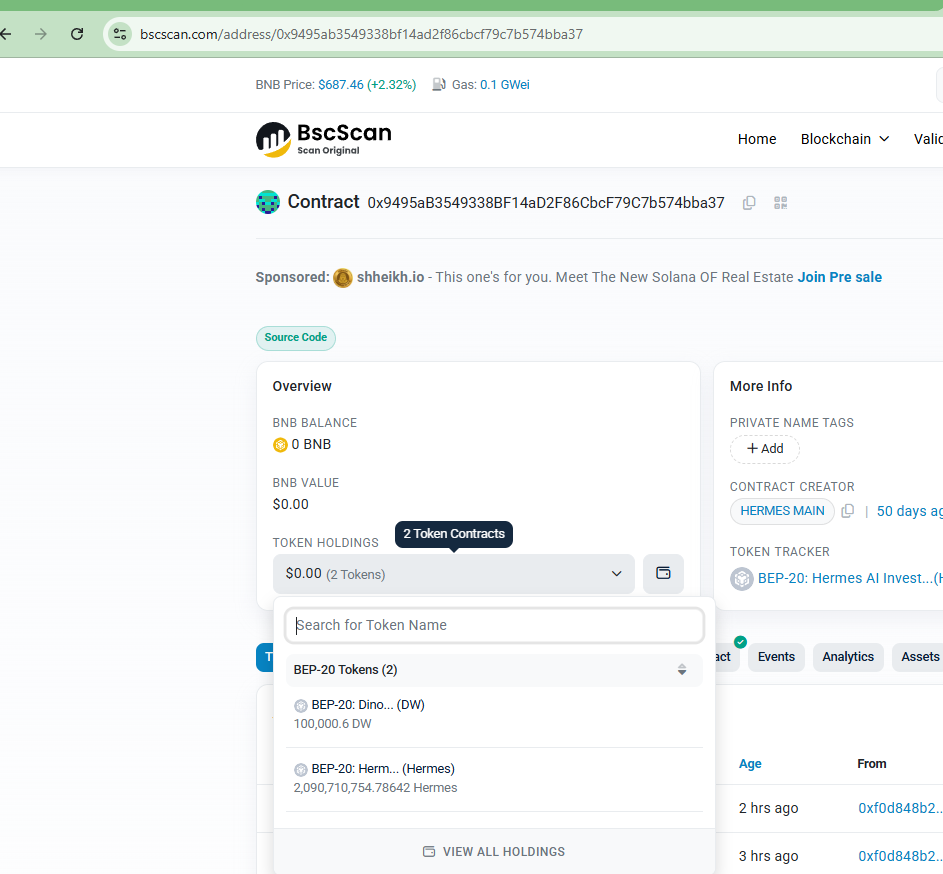 bscscan.com/address/0x9495ab3549338bf14ad2f86cbcf79c7b574bba37
BNB Price: $687.46 (+2.32%) Gas: 0.1 GWei
BscScan
Scan Original
Home Blockchain Valid
Contract 0x9495aB3549338BF14aD2F86CbcF79C7b574bba37
Sponsored: shheikh.io - This one's for you. Meet The New Solana OF Real Estate Join Pre sale
Source Code
Overview
BNB BALANCE
0 BNB
BNB VALUE
$0.00
2 Token Contracts
TOKEN HOLDINGS
$0.00 (2 Tokens)
Search for Token Name
BEP-20 Tokens (2)
BEP-20: Dino... (DW)
100,000.6 DW
BEP-20: Herm... (Hermes)
2,090,710,754.78642 Hermes
VIEW ALL HOLDINGS
More Info
PRIVATE NAME TAGS
+ Add
CONTRACT CREATOR
HERMES MAIN | 50 days ag
TOKEN TRACKER
BEP-20: Hermes AI Invest...(H
T
act Events Analytics Assets
Age From
2 hrs ago 0xf0d848b2..
3 hrs ago 0xf0d848b2..